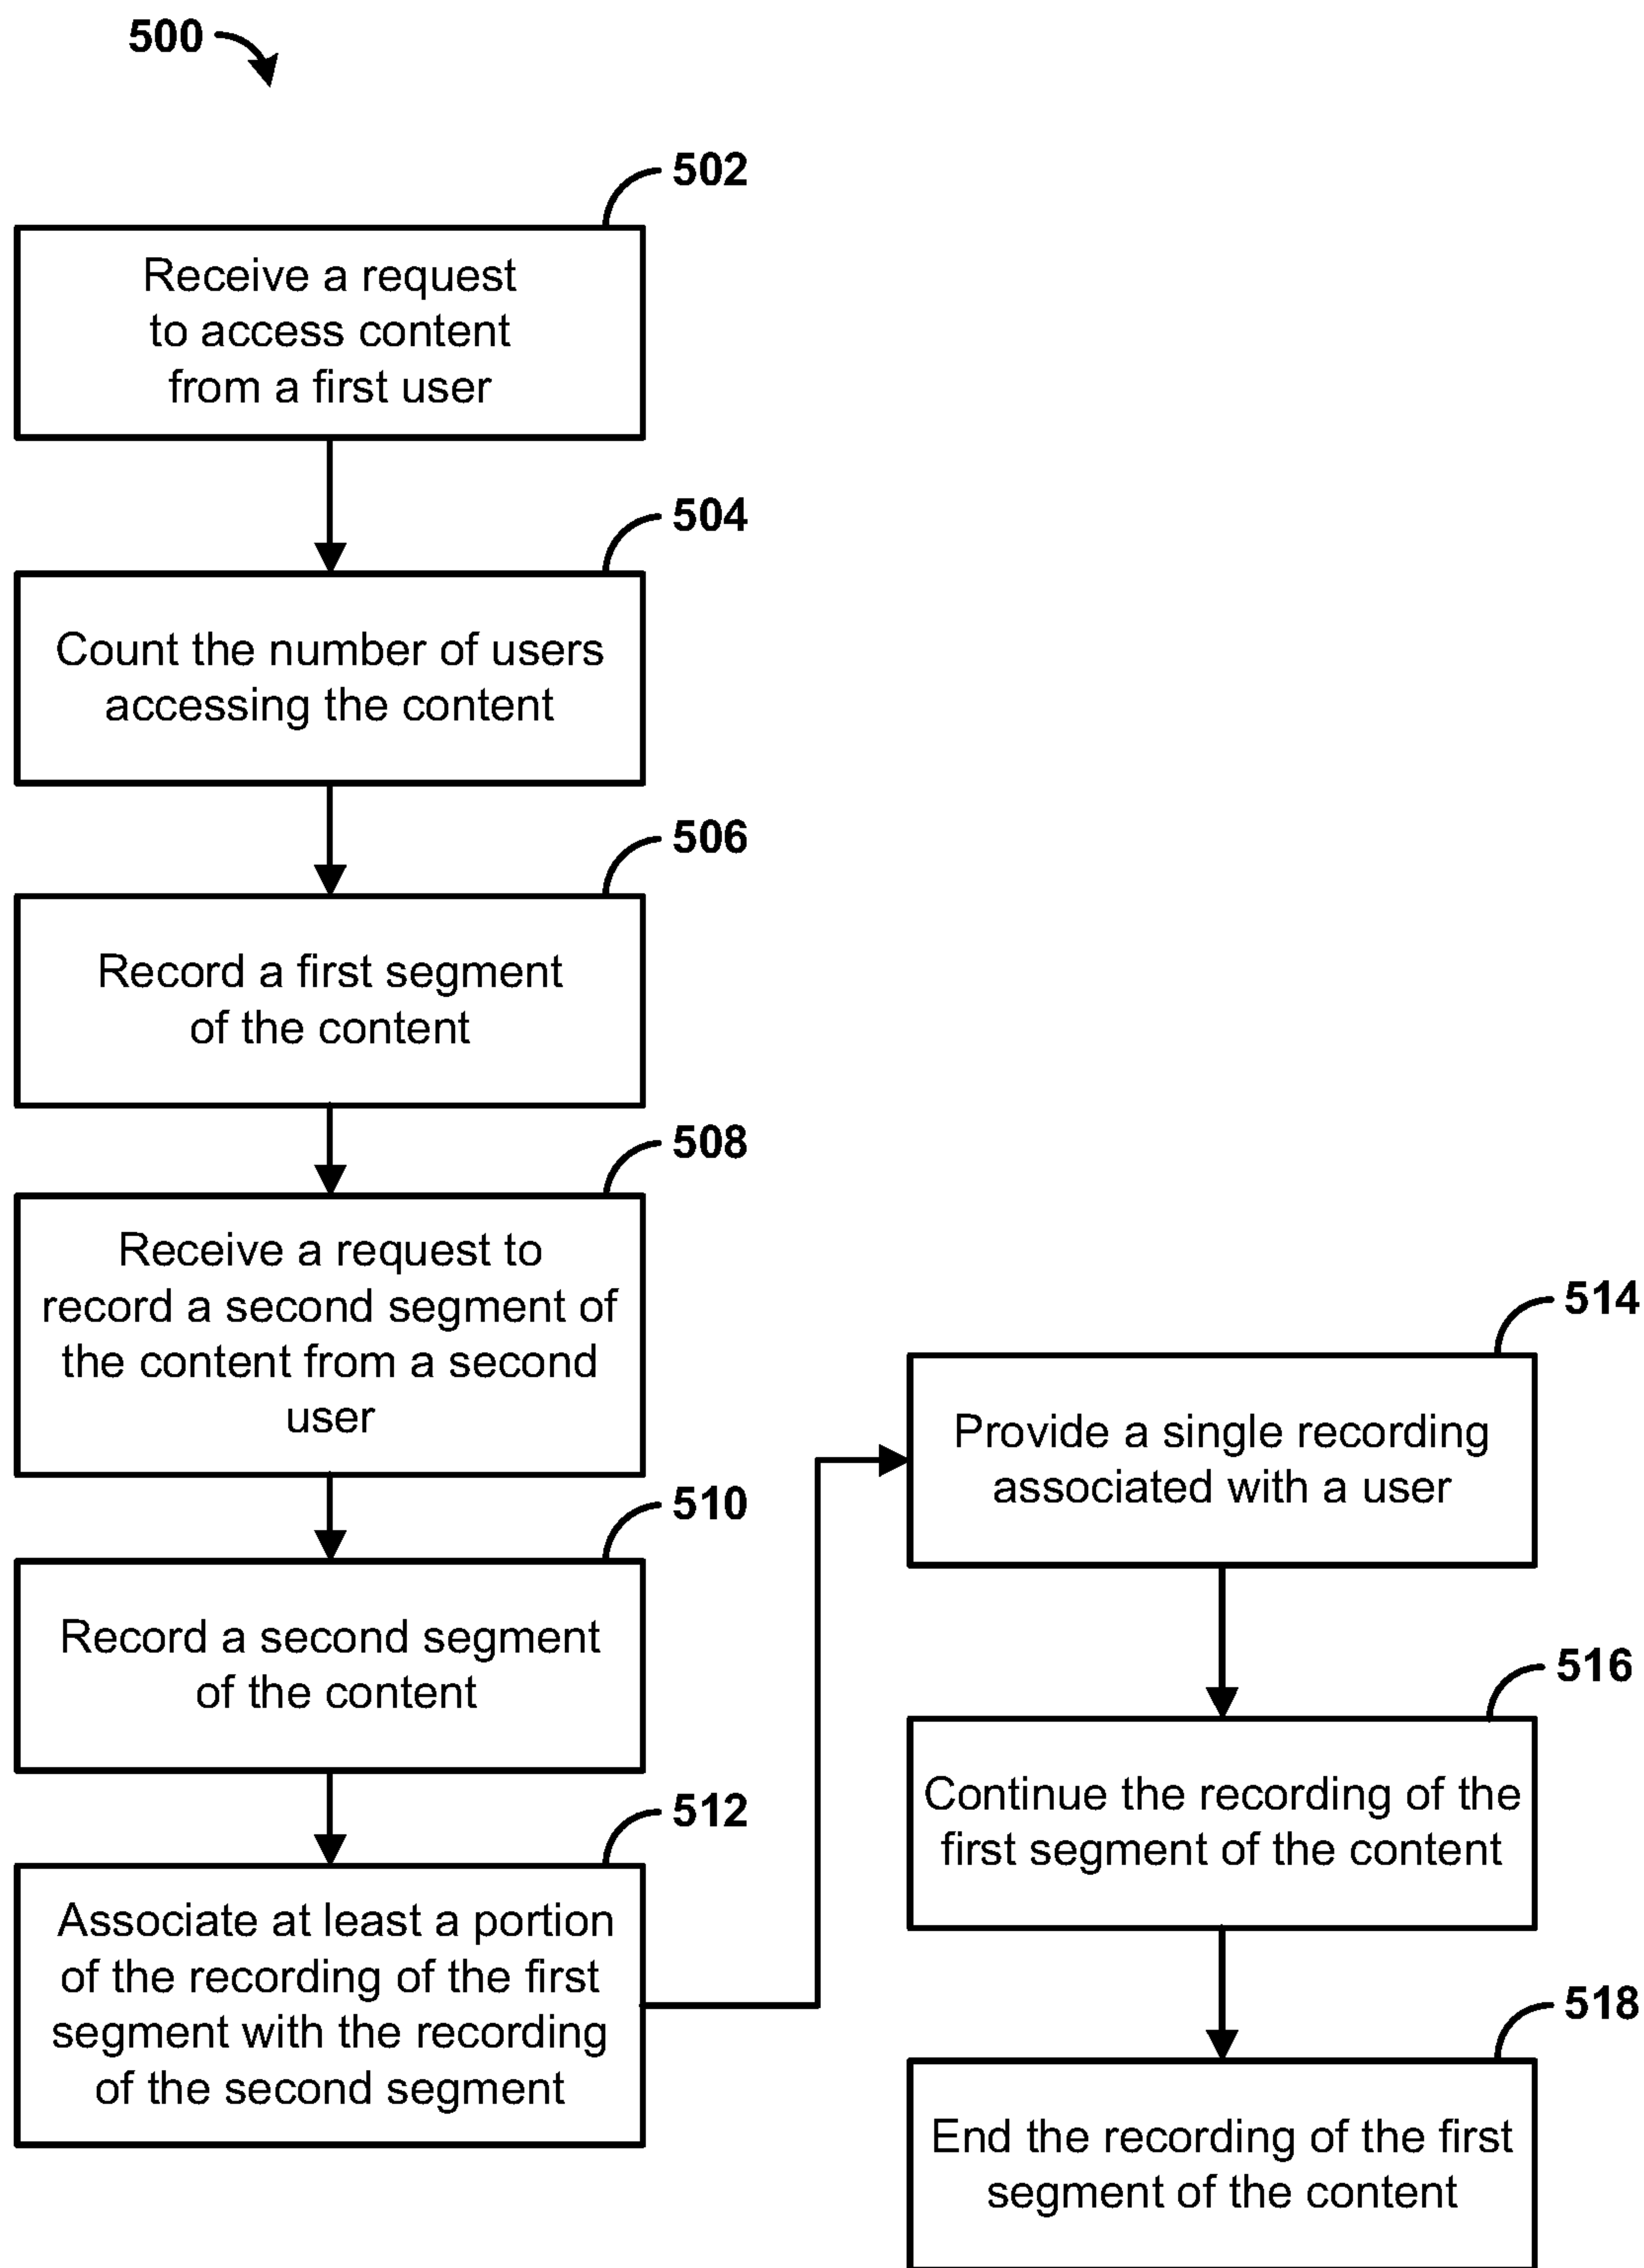 500
502
Receive a request
to access content
from a first user
504
Count the number of users
accessing the content
506
Record a first segment
of the content
508
Receive a request to
record a second segment of
the content from a second
user
510
Record a second segment
of the content
512
Associate at least a portion
of the recording of the first
segment with the recording
of the second segment
514
Provide a single recording
associated with a user
516
Continue the recording of the
first segment of the content
518
End the recording of the first
segment of the content